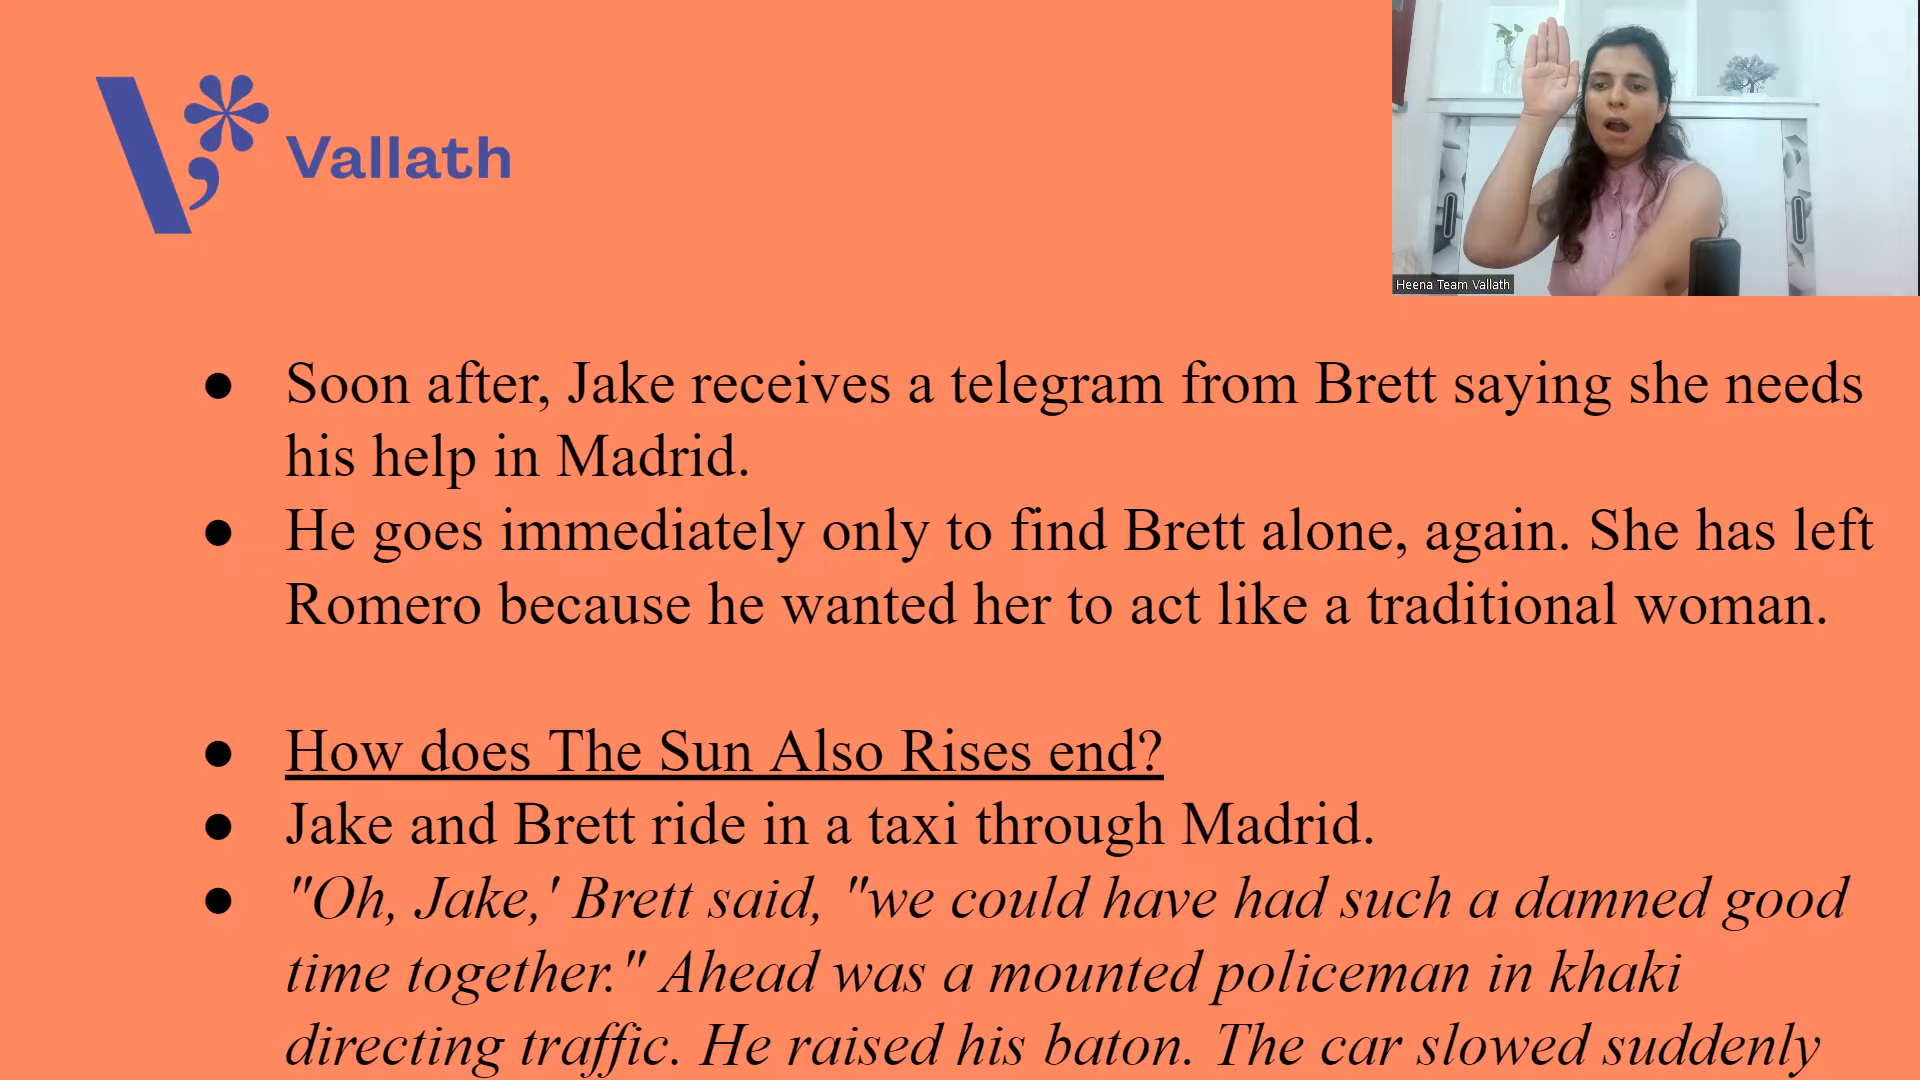 Vallath
Heena Team Vallath
● Soon after, Jake receives a telegram from Brett saying she needs
his help in Madrid.
● He goes immediately only to find Brett alone, again. She has left
Romero because he wanted her to act like a traditional woman.
● How does The Sun Also Rises end?
● Jake and Brett ride in a taxi through Madrid.
● "Oh, Jake,' Brett said, "we could have had such a damned good
time together." Ahead was a mounted policeman in khaki
directing traffic. He raised his baton. The car slowed suddenly